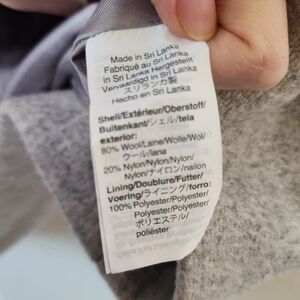 Made in Sri Lanka
Fabriqué au Sri Lanka
in Sri Lanka Hergestellt
Vervaardigd in Sri Lanka
スリランカ製
Hecho en Sri Lanka
Shell/Extérieur/Oberstoff/
Buitenkant/シェル/tela
exterior:
80% Wool/Laine/Wolle/Wol/
ウール/lana
20% Nylon/Nylon/Nylon/
Nylon/ナイロン/nailon
Lining/Doublure/Futter/
Voering/ライニング/forro:
100% Polyester/Polyester/
Polyester/Polyester/
ポリエステル/
poliéster